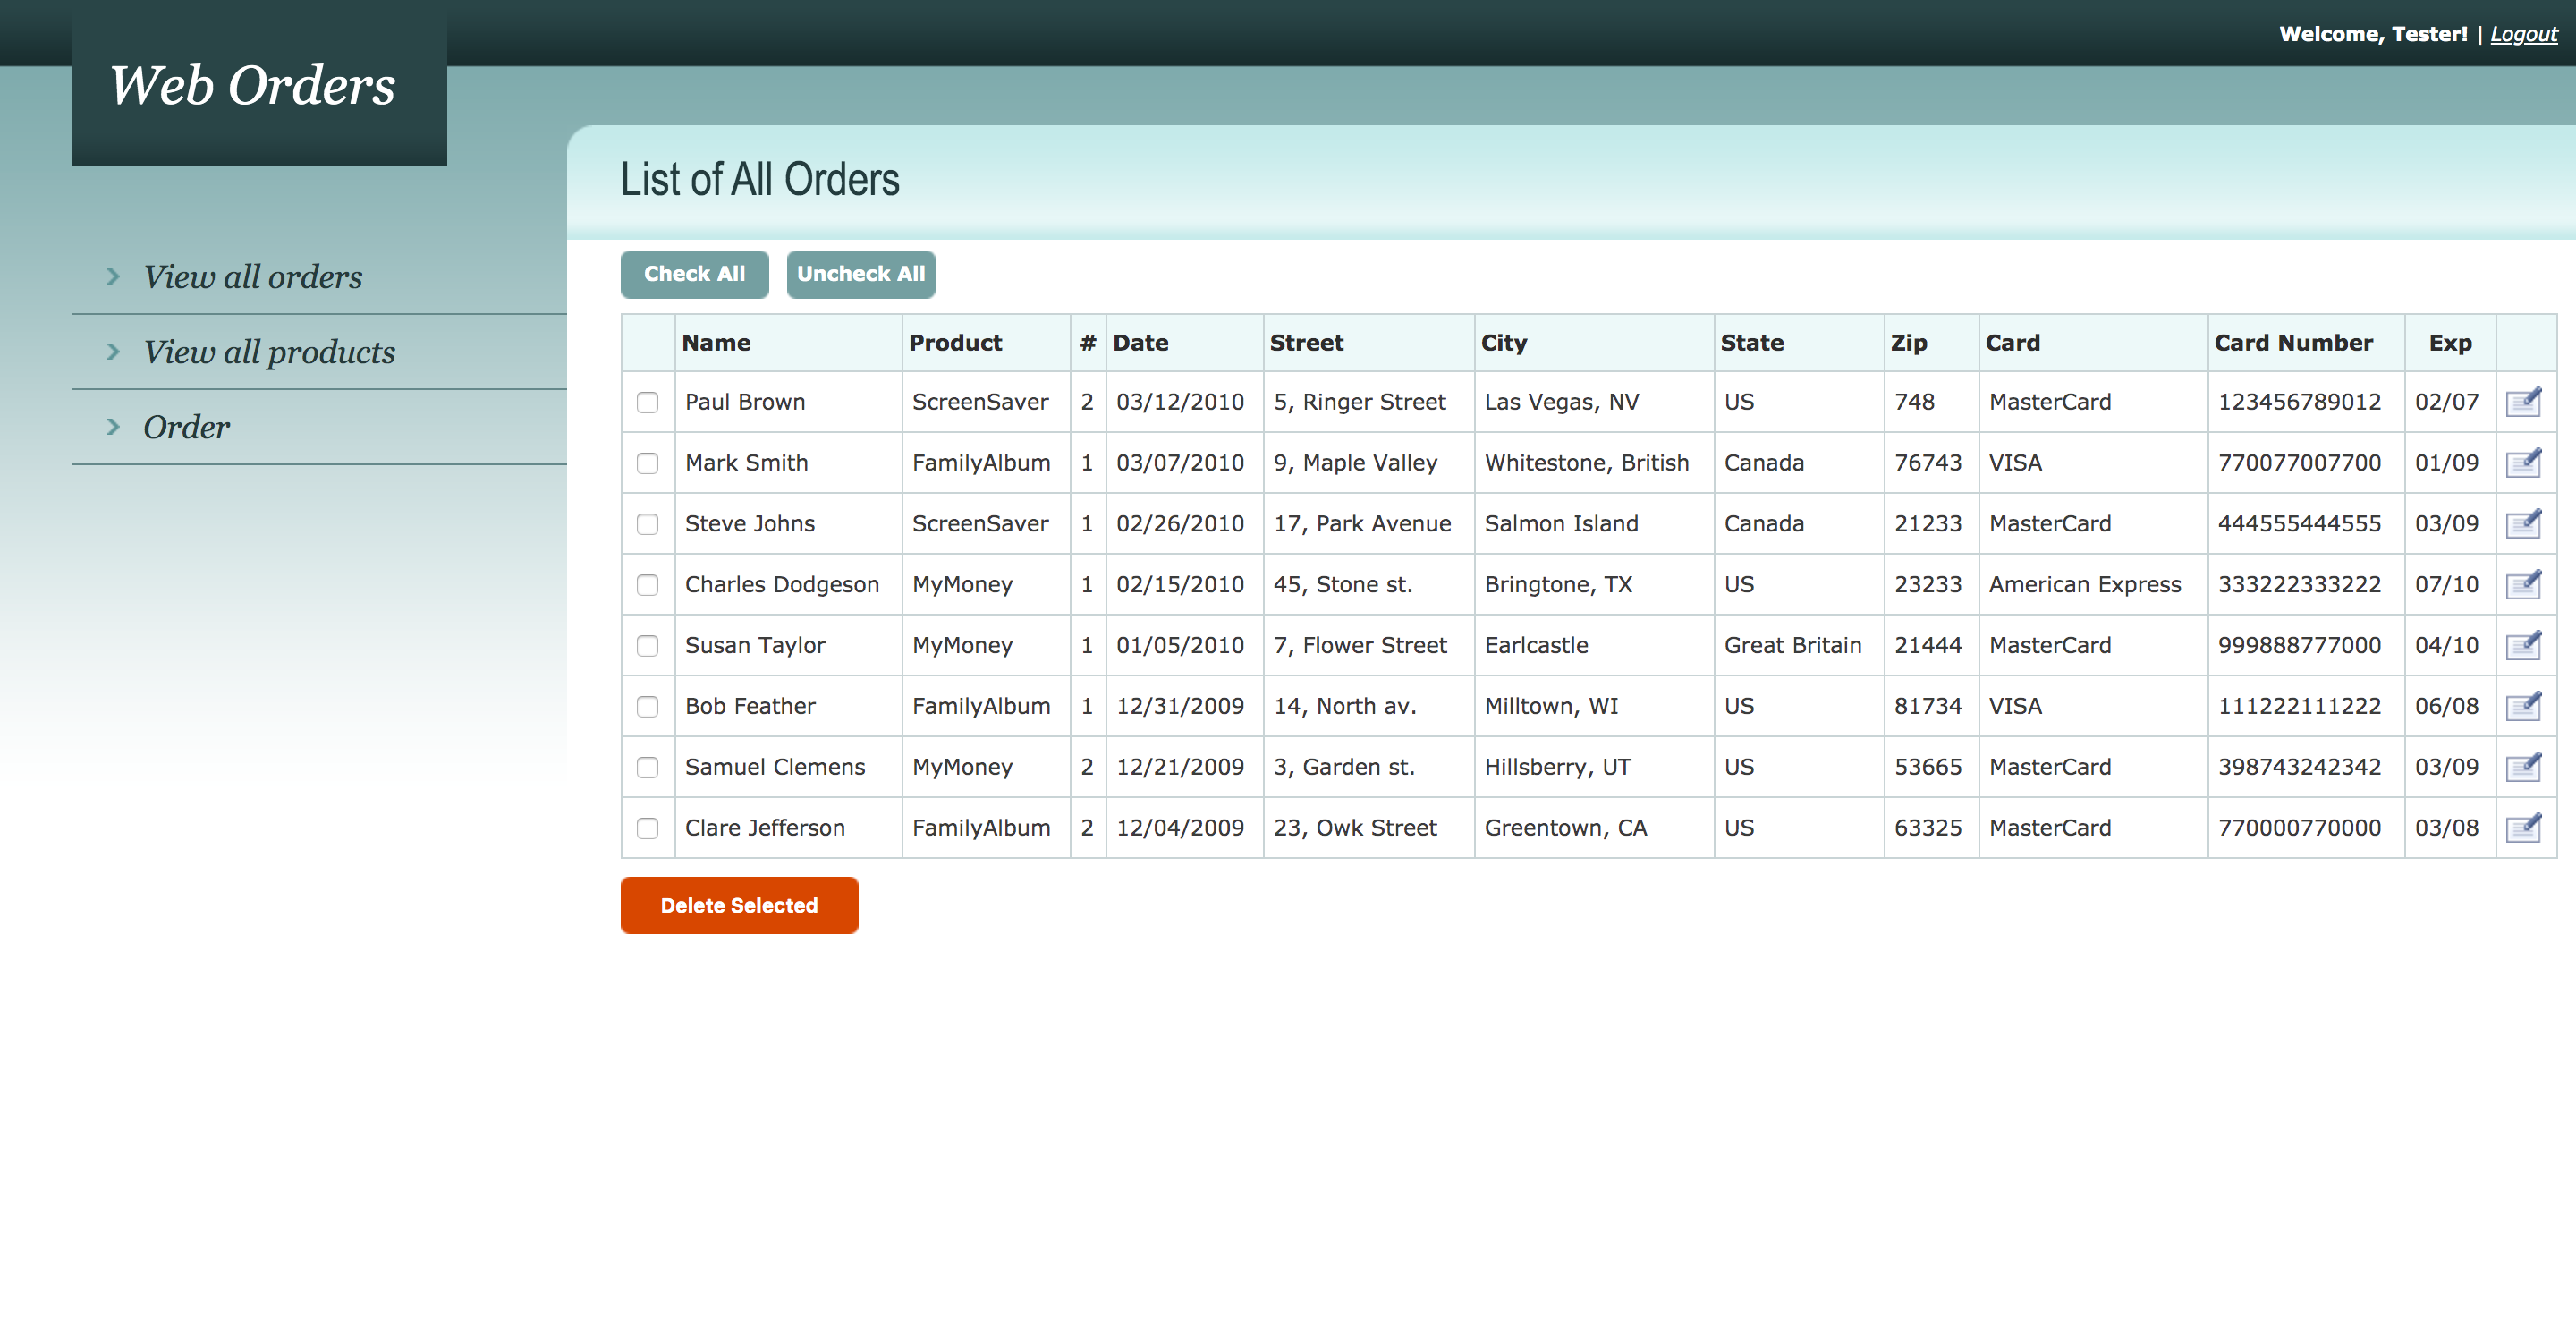 Welcome, Tester! | Logout
Web Orders
View all orders
View all products
Order
List of All Orders
Check All Uncheck All
Name Product # Date Street City State Zip Card Card Number Exp
Paul Brown ScreenSaver 2 03/12/2010 5, Ringer Street Las Vegas, NV US 748 MasterCard 123456789012 02/07
Mark Smith FamilyAlbum 1 03/07/2010 9, Maple Valley Whitestone, British Canada 76743 VISA 770077007700 01/09
Steve Johns ScreenSaver 1 02/26/2010 17, Park Avenue Salmon Island Canada 21233 MasterCard 444555444555 03/09
Charles Dodgeson MyMoney 1 02/15/2010 45, Stone st. Bringtone, TX US 23233 American Express 333222333222 07/10
Susan Taylor MyMoney 1 01/05/2010 7, Flower Street Earlcastle Great Britain 21444 MasterCard 999888777000 04/10
Bob Feather FamilyAlbum 1 12/31/2009 14, North av. Milltown, WI US 81734 VISA 111222111222 06/08
Samuel Clemens MyMoney 2 12/21/2009 3, Garden st. Hillsberry, UT US 53665 MasterCard 398743242342 03/09
Clare Jefferson FamilyAlbum 2 12/04/2009 23, Owk Street Greentown, CA US 63325 MasterCard 770000770000 03/08
Delete Selected